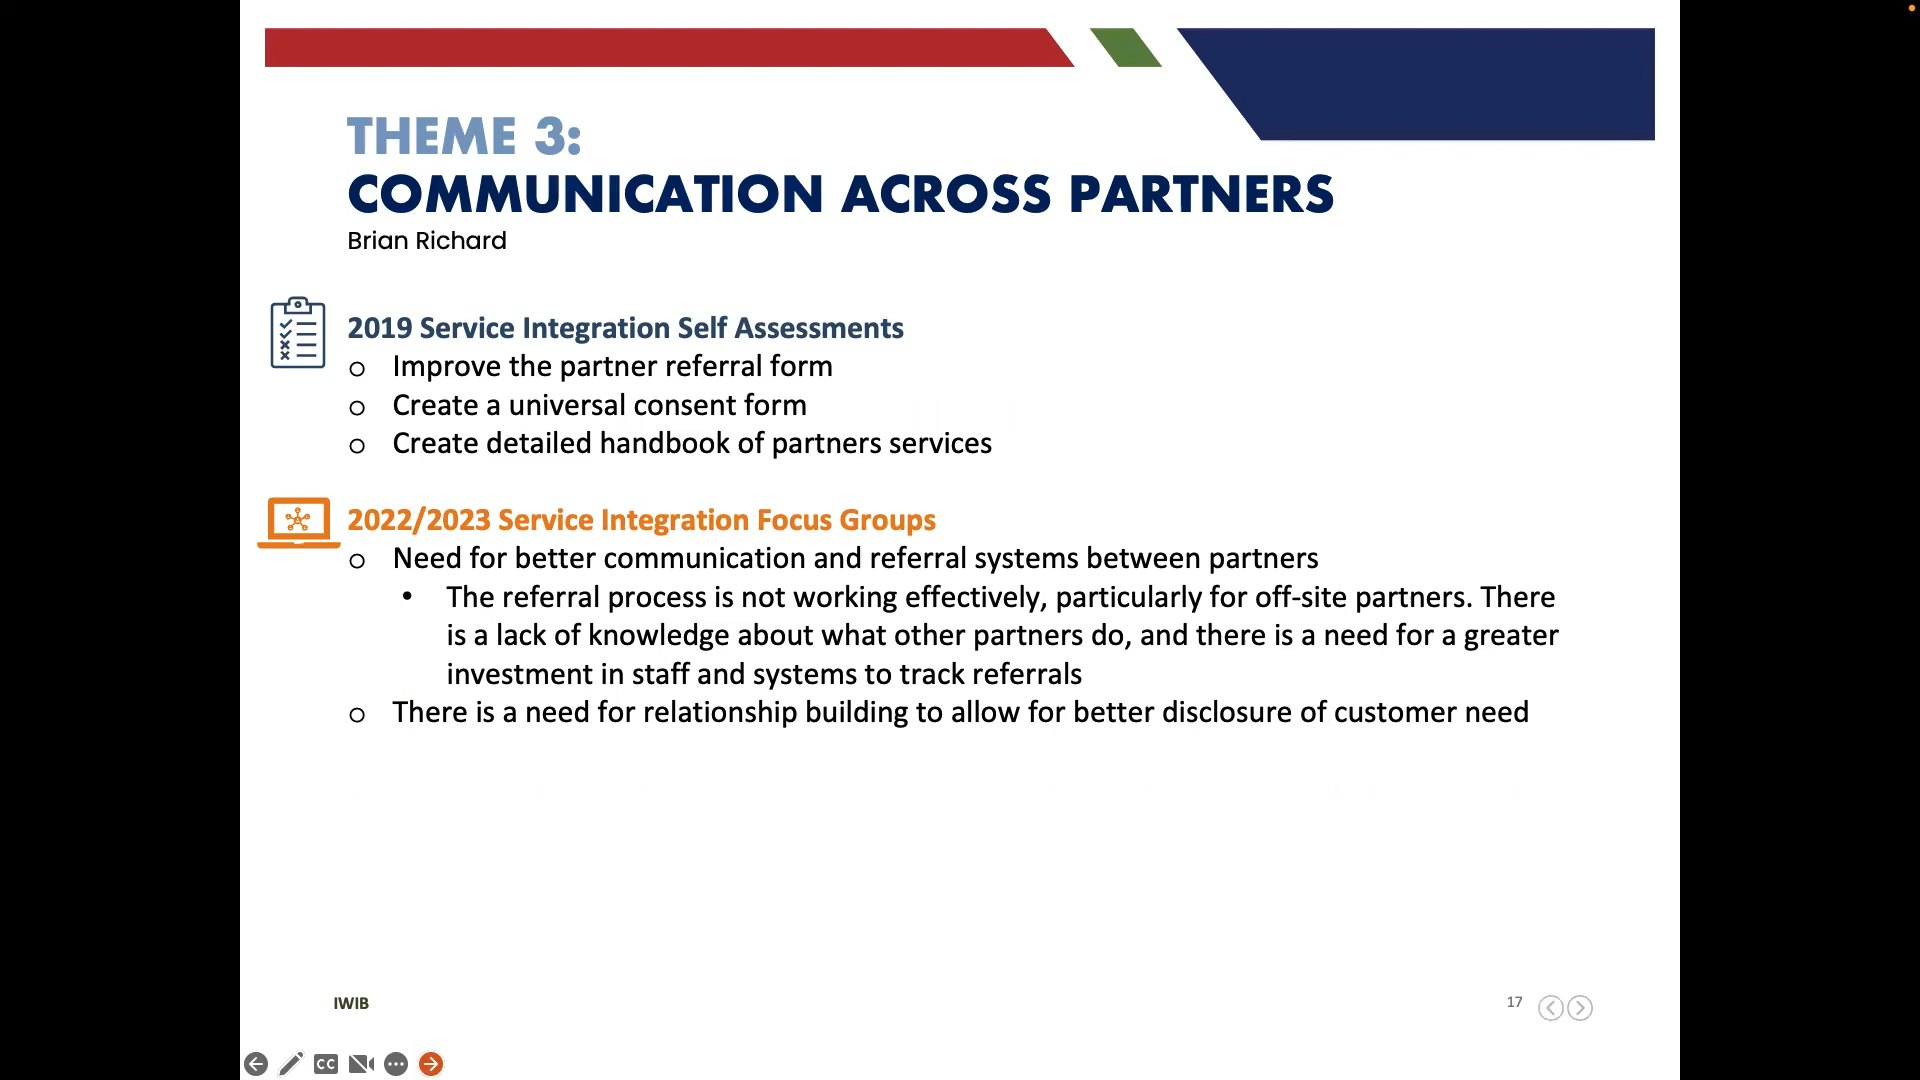 THEME 3:
COMMUNICATION ACROSS PARTNERS
Brian Richard
2019 Service Integration Self Assessments
o Improve the partner referral form
o Create a universal consent form
o Create detailed handbook of partners services
2022/2023 Service Integration Focus Groups
o Need for better communication and referral systems between partners
• The referral process is not working effectively, particularly for off-site partners. There
is a lack of knowledge about what other partners do, and there is a need for a greater
investment in staff and systems to track referrals
o There is a need for relationship building to allow for better disclosure of customer need
IWIB
17
CC